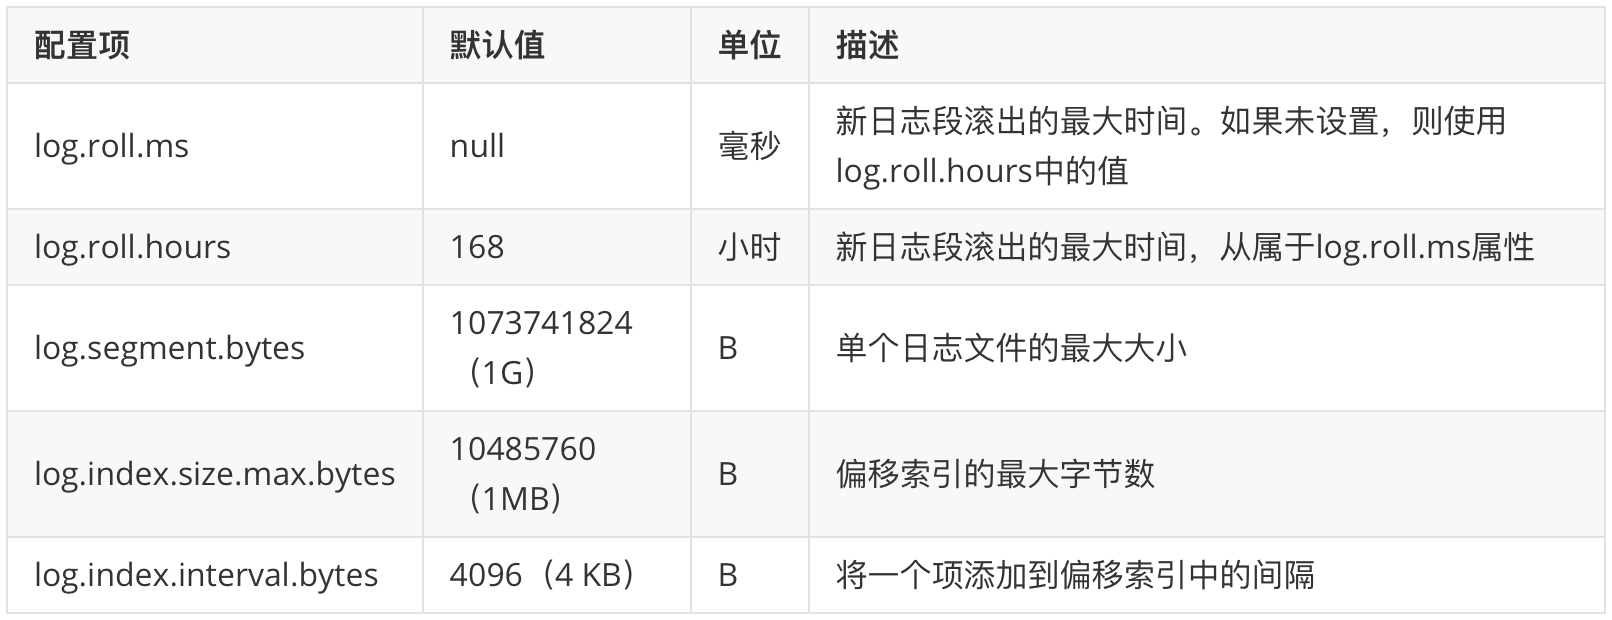 配置项 默认值 单位 描述
log.roll.ms null 毫秒 新日志段滚出的最大时间。如果未设置，则使用
log.roll.hours中的值
log.roll.hours 168 小时 新日志段滚出的最大时间，从属于log.roll.ms属性
log.segment.bytes 1073741824
（1G） B 单个日志文件的最大大小
log.index.size.max.bytes 10485760
（1MB） B 偏移索引的最大字节数
log.index.interval.bytes 4096（4 KB） B 将一个项添加到偏移索引中的间隔